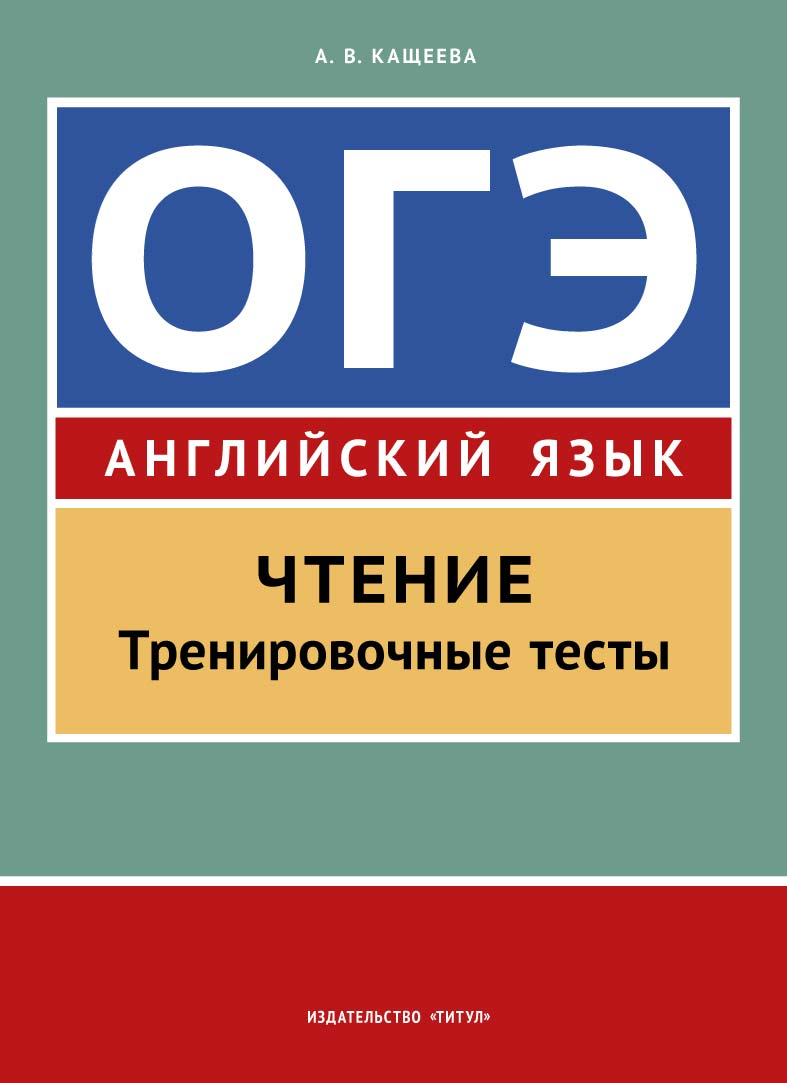 А. В. КАЩЕЕВА
ОГЭ
АНГЛИЙСКИЙ ЯЗЫК
ЧТЕНИЕ
Тренировочные тесты
ИЗДАТЕЛЬСТВО «ТИТУЛ»